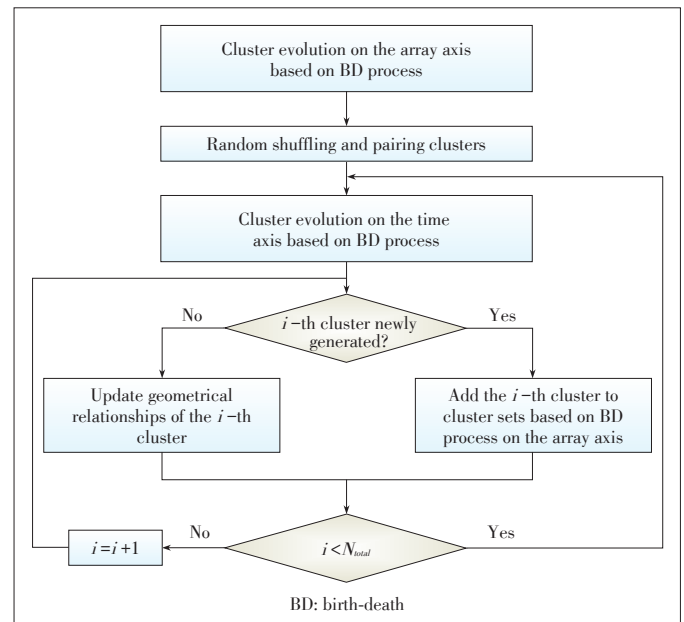 Cluster evolution on the array axis
based on BD process
Random shuffling and pairing clusters
Cluster evolution on the time
axis based on BD process
No
i-th cluster newly
generated?
Yes
Update geometrical
relationships of the i-th
cluster
Add the i-th cluster to
cluster sets based on BD
process on the array axis
i=i+1
No
i<N_total
Yes
BD: birth-death